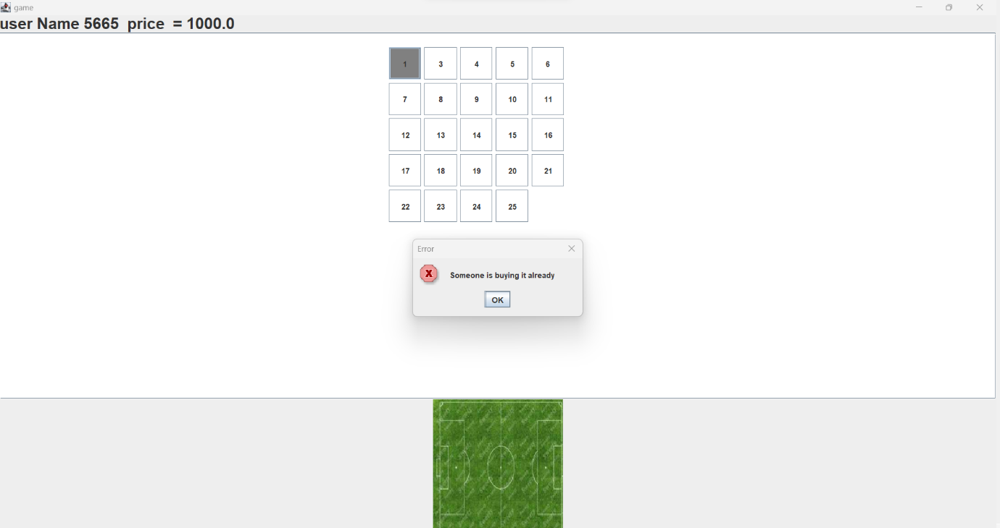 game
user Name 5665  price  = 1000.0
1 3 4 5 6
7 8 9 10 11
12 13 14 15 16
17 18 19 20 21
22 23 24 25
Error
X Someone is buying it already
OK